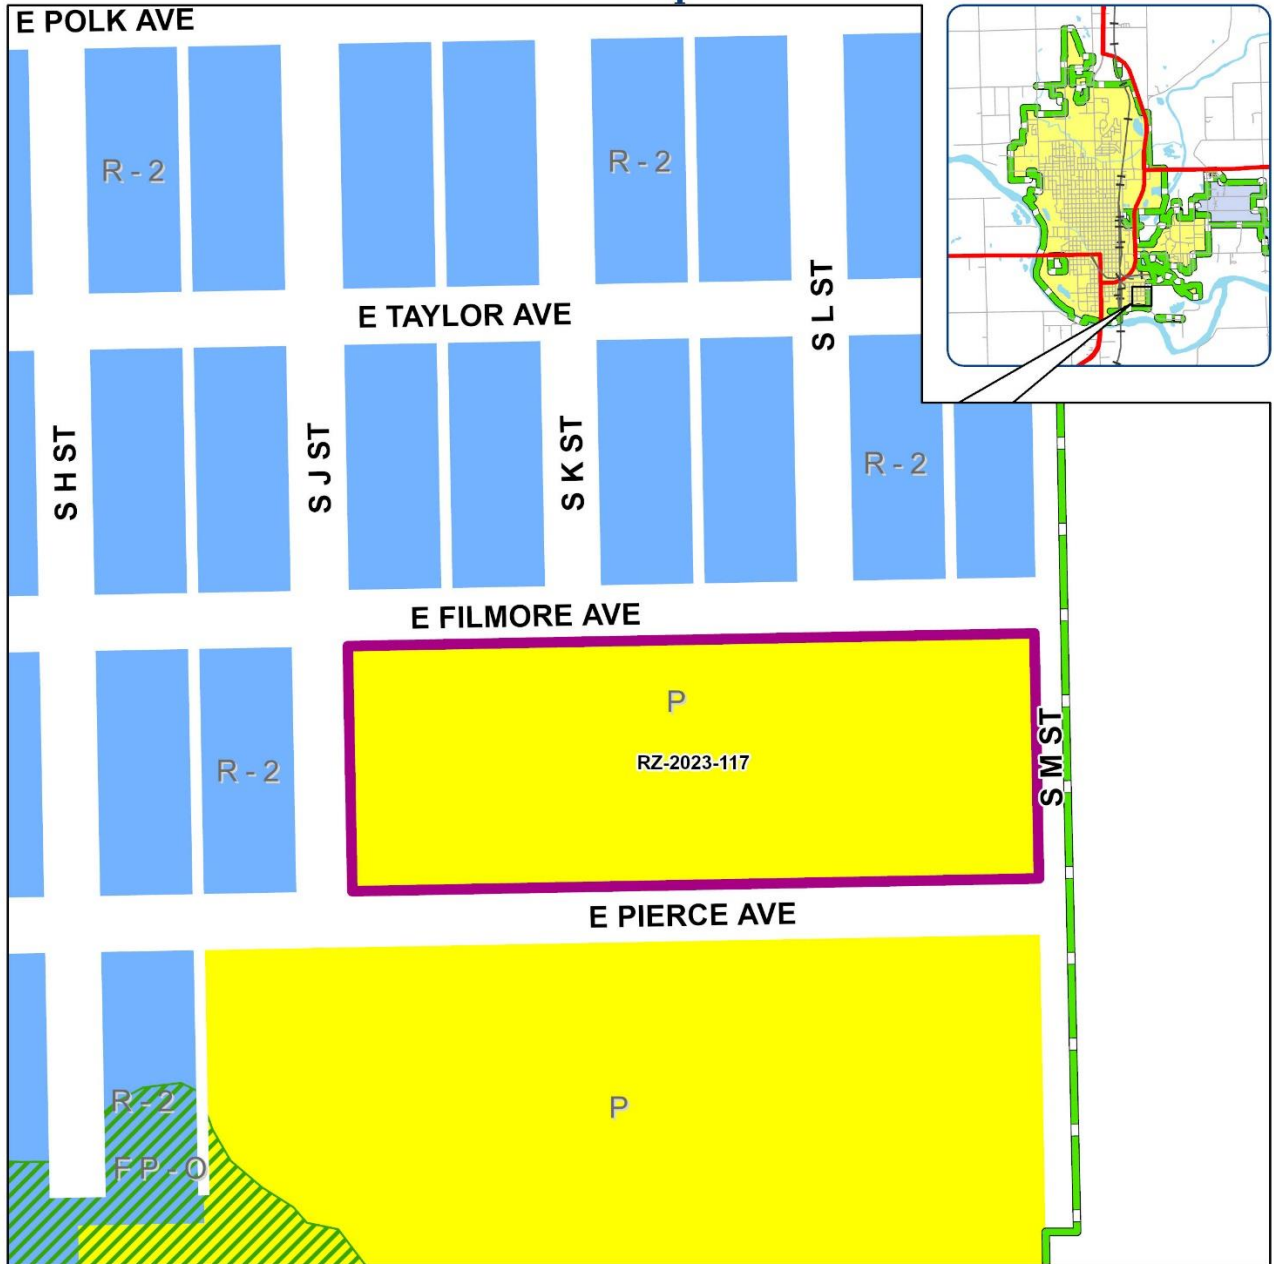 E POLK AVE
R - 2
R - 2
S L ST
E TAYLOR AVE
S H ST
S J ST
S K ST
R - 2
E FILMORE AVE
P
RZ-2023-117
R - 2
S M ST
E PIERCE AVE
R - 2
P
F P - O